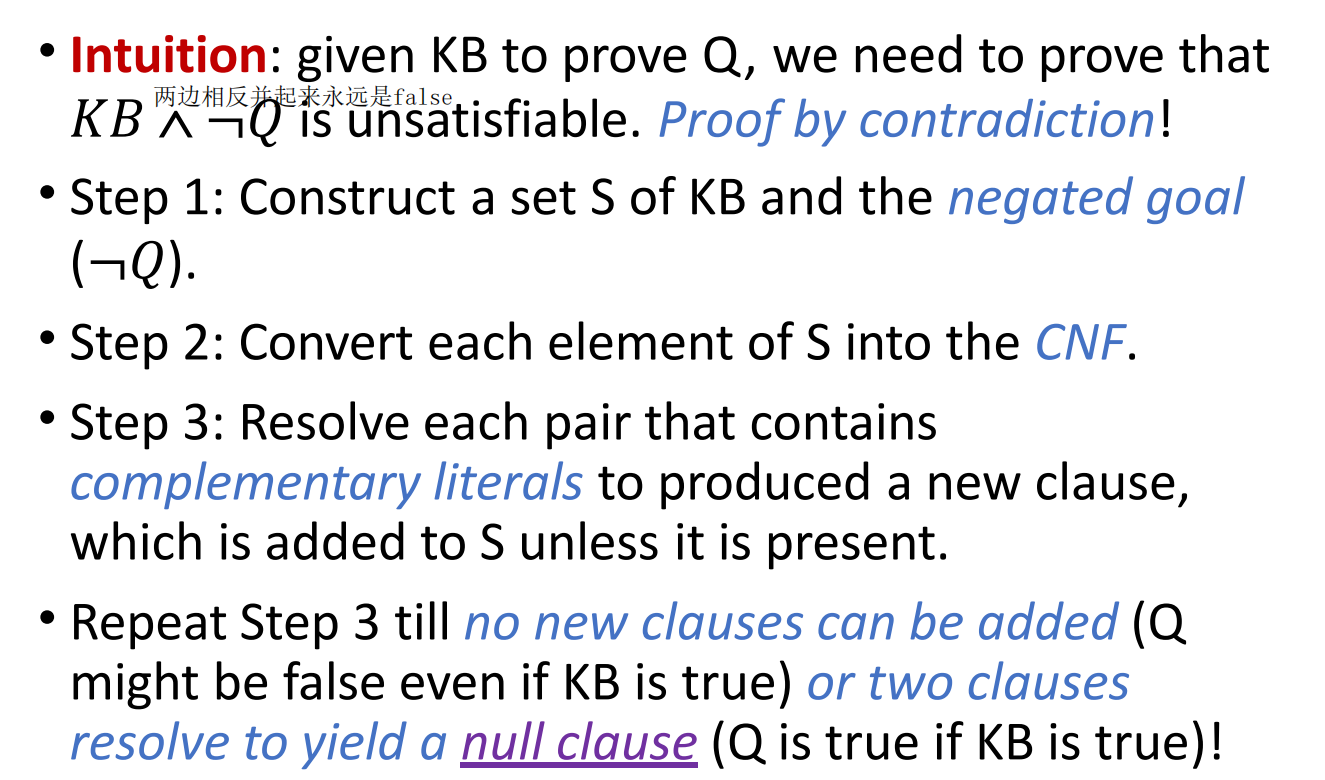 • Intuition: given KB to prove Q, we need to prove that
两边相反并起来永远是false
KB ∧ ¬Q is unsatisfiable. Proof by contradiction!
• Step 1: Construct a set S of KB and the negated goal
(¬Q).
• Step 2: Convert each element of S into the CNF.
• Step 3: Resolve each pair that contains
complementary literals to produced a new clause,
which is added to S unless it is present.
• Repeat Step 3 till no new clauses can be added (Q
might be false even if KB is true) or two clauses
resolve to yield a null clause (Q is true if KB is true)!